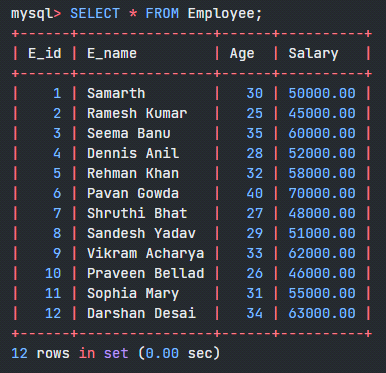 mysql> SELECT * FROM Employee;
+------+----------------+------+----------+
| E_id | E_name         | Age  | Salary   |
+------+----------------+------+----------+
|    1 | Samarth        |   30 | 50000.00 |
|    2 | Ramesh Kumar   |   25 | 45000.00 |
|    3 | Seema Banu     |   35 | 60000.00 |
|    4 | Dennis Anil    |   28 | 52000.00 |
|    5 | Rehman Khan    |   32 | 58000.00 |
|    6 | Pavan Gowda    |   40 | 70000.00 |
|    7 | Shruthi Bhat   |   27 | 48000.00 |
|    8 | Sandesh Yadav  |   29 | 51000.00 |
|    9 | Vikram Acharya |   33 | 62000.00 |
|   10 | Praveen Bellad |   26 | 46000.00 |
|   11 | Sophia Mary    |   31 | 55000.00 |
|   12 | Darshan Desai  |   34 | 63000.00 |
+------+----------------+------+----------+
12 rows in set (0.00 sec)